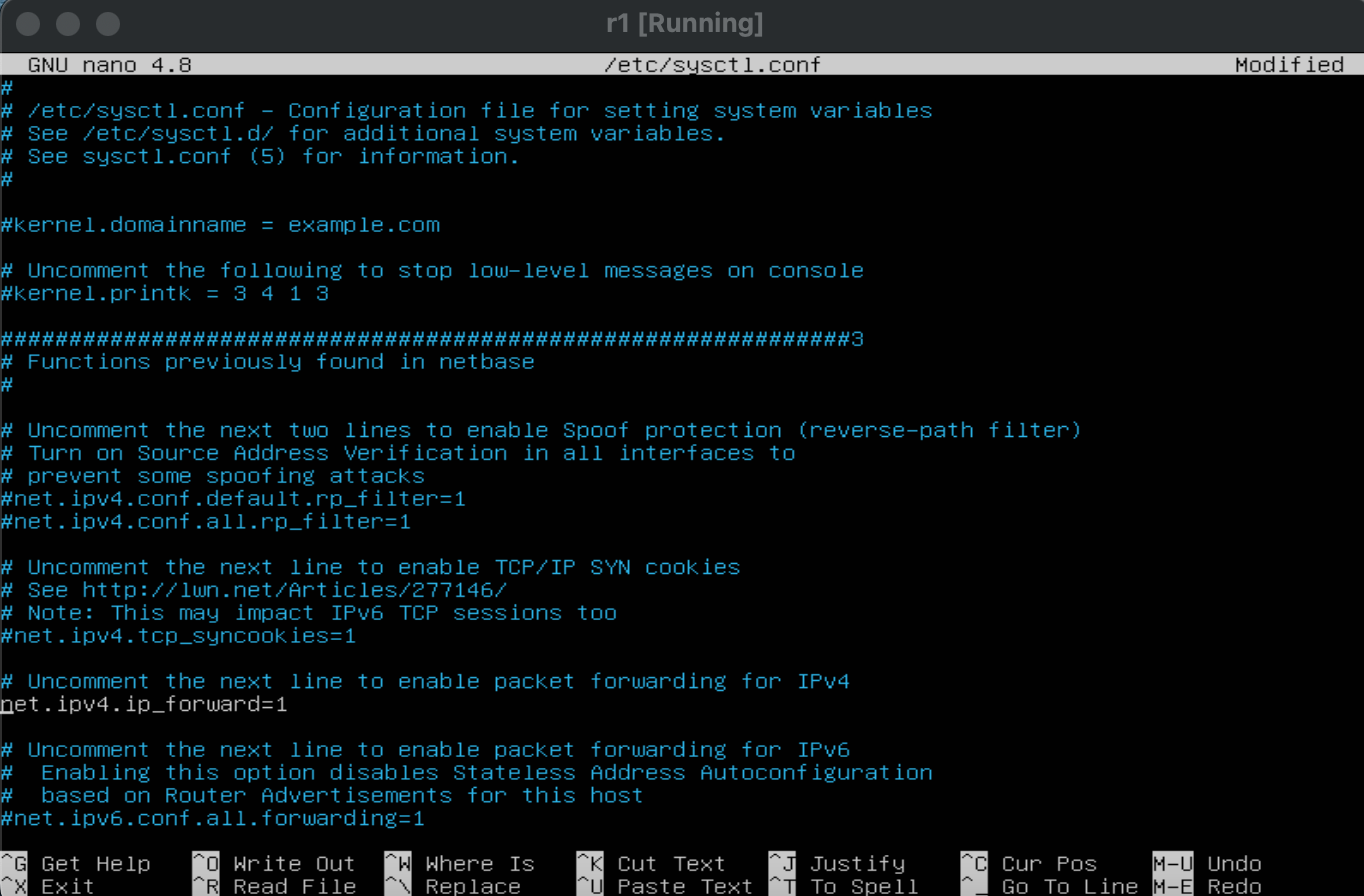 r1 [Running]
GNU nano 4.8 /etc/sysctl.conf Modified
#
# /etc/sysctl.conf - Configuration file for setting system variables
# See /etc/sysctl.d/ for additional system variables.
# See sysctl.conf (5) for information.
#
#kernel.domainname = example.com
# Uncomment the following to stop low-level messages on console
#kernel.printk = 3 4 1 3
##############################################################3
# Functions previously found in netbase
#
# Uncomment the next two lines to enable Spoof protection (reverse-path filter)
# Turn on Source Address Verification in all interfaces to
# prevent some spoofing attacks
#net.ipv4.conf.default.rp_filter=1
#net.ipv4.conf.all.rp_filter=1
# Uncomment the next line to enable TCP/IP SYN cookies
# See http://lwn.net/Articles/277146/
# Note: This may impact IPv6 TCP sessions too
#net.ipv4.tcp_syncookies=1
# Uncomment the next line to enable packet forwarding for IPv4
net.ipv4.ip_forward=1
# Uncomment the next line to enable packet forwarding for IPv6
#  Enabling this option disables Stateless Address Autoconfiguration
#  based on Router Advertisements for this host
#net.ipv6.conf.all.forwarding=1
^G Get Help ^O Write Out ^W Where Is ^K Cut Text ^J Justify ^C Cur Pos M-U Undo
^X Exit ^R Read File ^\ Replace ^U Paste Text ^T To Spell ^_ Go To Line M-E Redo